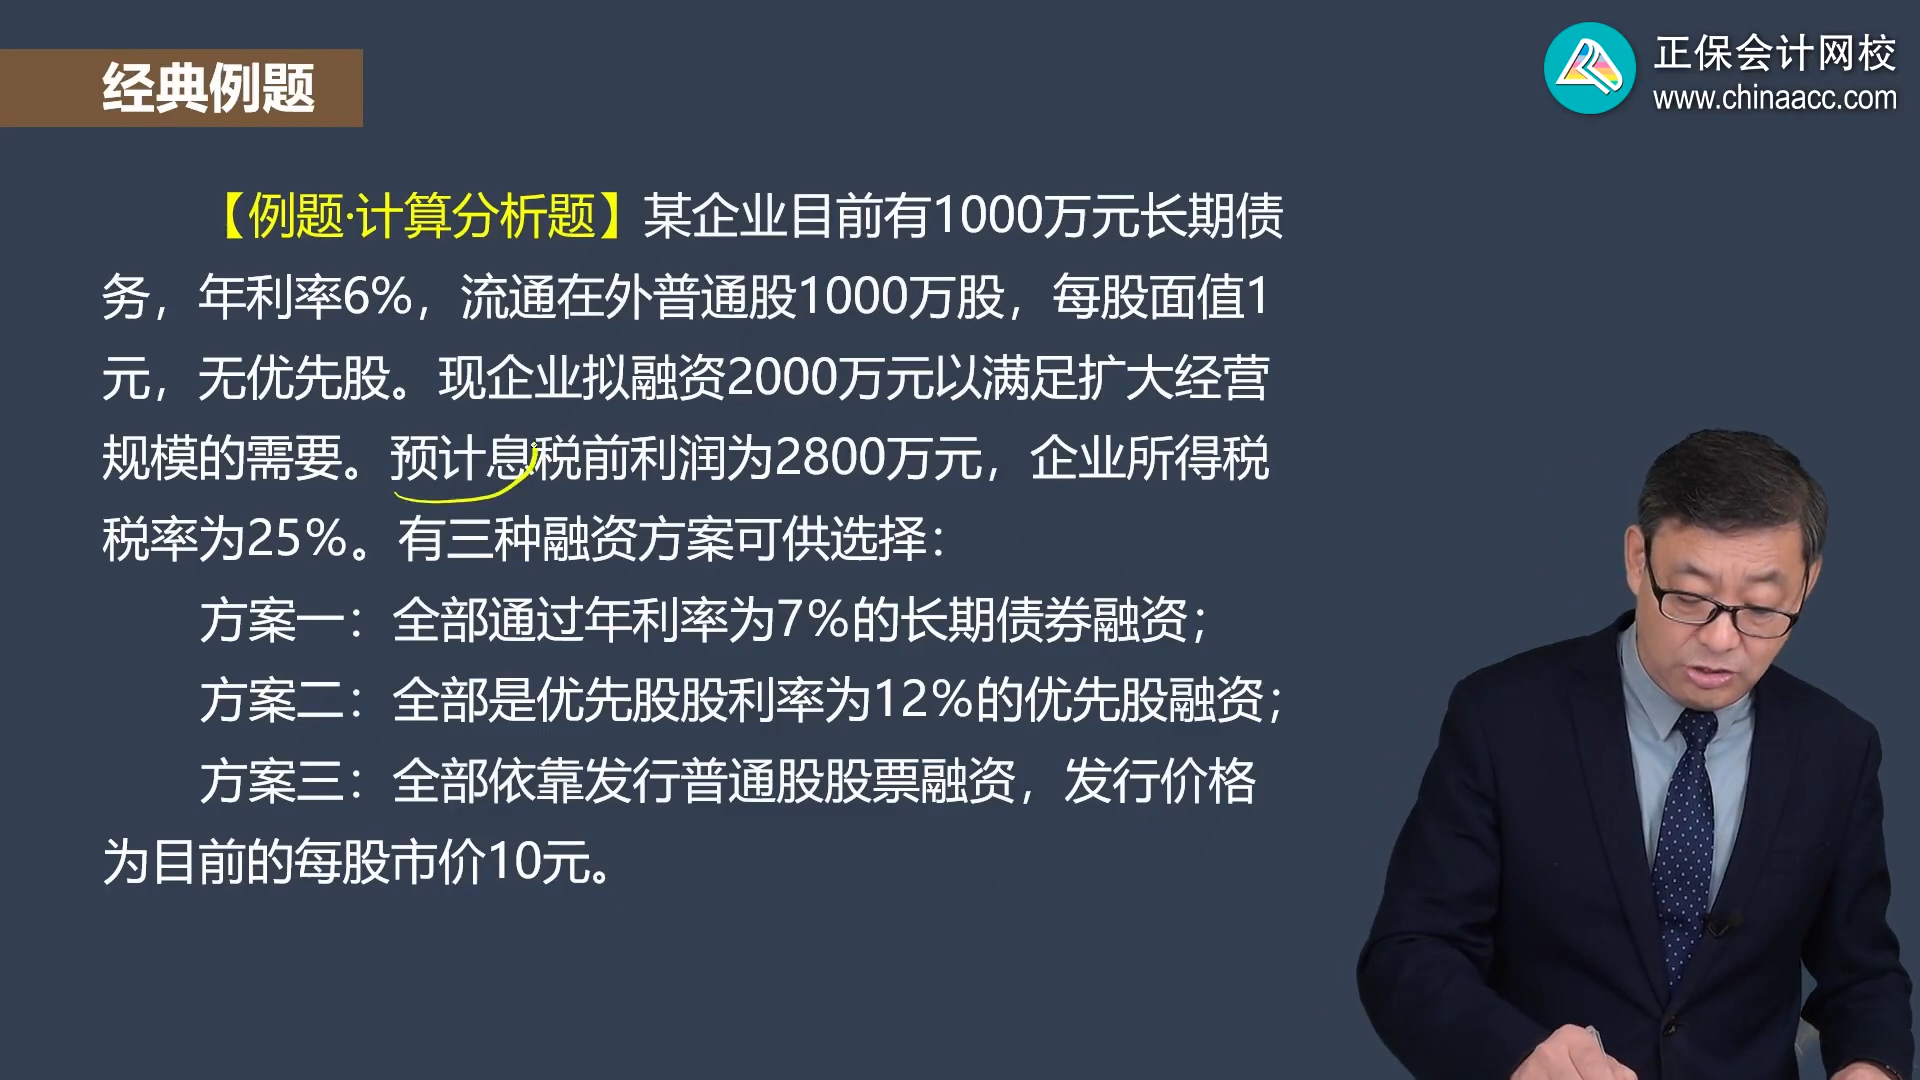 经典例题
正保会计网校
www.chinaacc.com
【例题·计算分析题】某企业目前有1000万元长期债
务，年利率6%，流通在外普通股1000万股，每股面值1
元，无优先股。现企业拟融资2000万元以满足扩大经营
规模的需要。预计息税前利润为2800万元，企业所得税
税率为25%。有三种融资方案可供选择：
方案一：全部通过年利率为7%的长期债券融资；
方案二：全部是优先股股利率为12%的优先股融资；
方案三：全部依靠发行普通股股票融资，发行价格
为目前的每股市价10元。